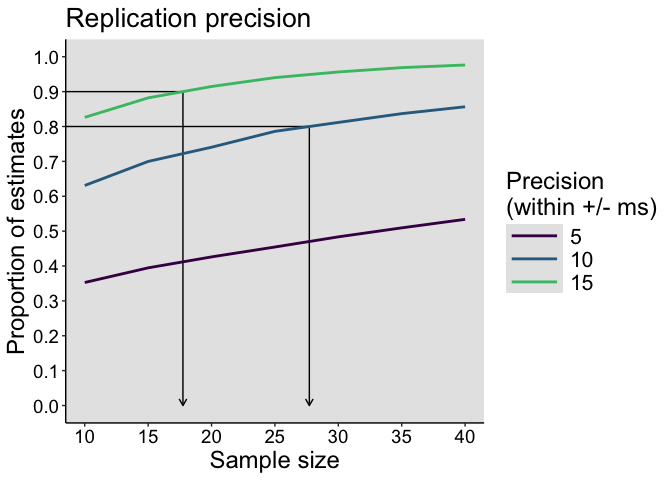 Replication precision
Proportion of estimates
1.0
0.9
0.8
0.7
0.6
0.5
0.4
0.3
0.2
0.1
0.0
10 15 20 25 30 35 40
Sample size
Precision
(within +/- ms)
5
10
15